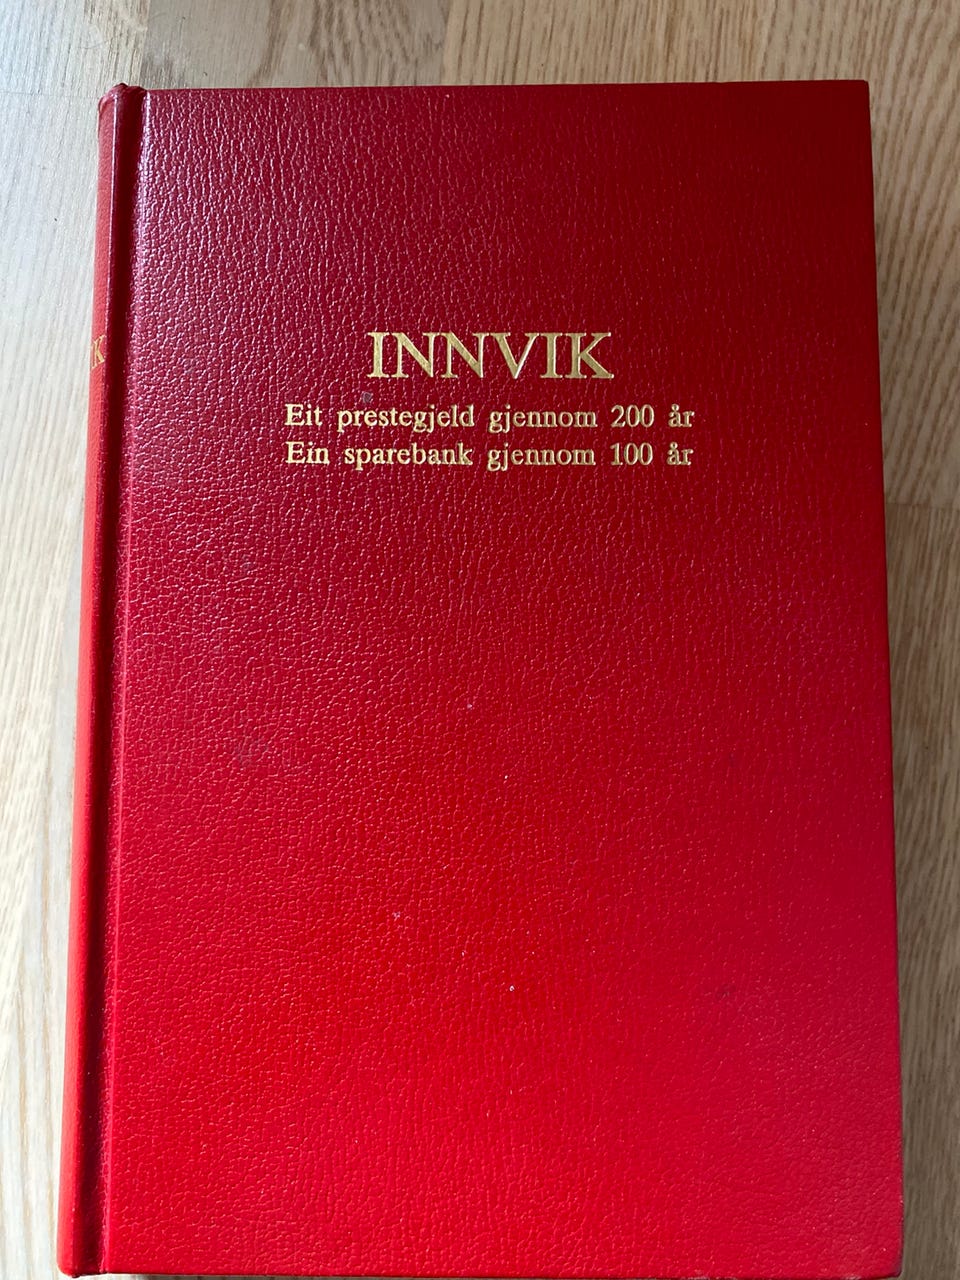 INNVIK
Eit prestegjeld gjennom 200 år
Ein sparebank gjennom 100 år